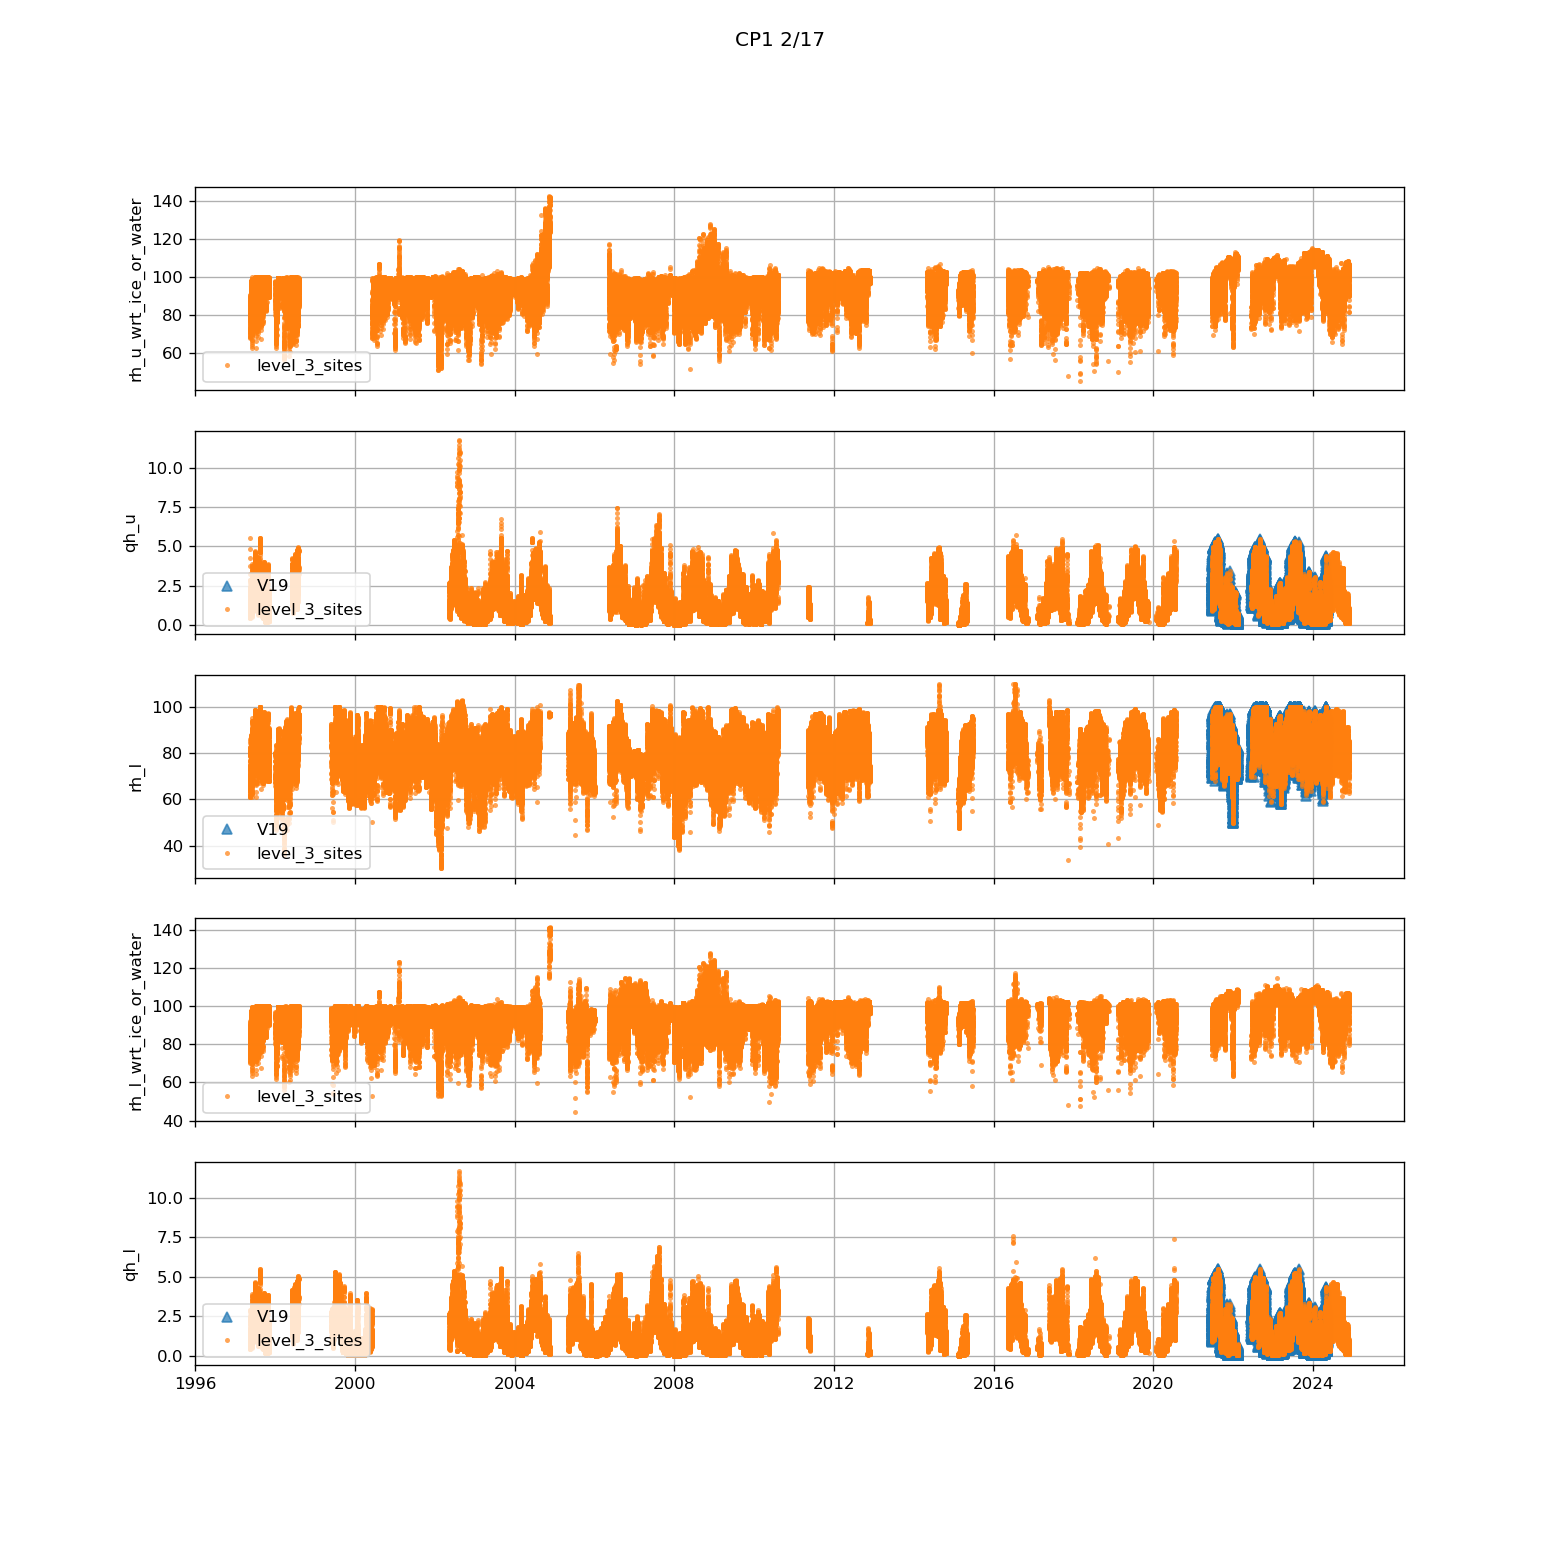 CP1 2/17
rh_u_wrt_ice_or_water
140
120
100
80
60
level_3_sites
qh_u
10.0
7.5
5.0
2.5
0.0
V19
level_3_sites
rh_l
100
80
60
40
V19
level_3_sites
rh_l_wrt_ice_or_water
140
120
100
80
60
40
level_3_sites
qh_l
10.0
7.5
5.0
2.5
0.0
V19
level_3_sites
1996 2000 2004 2008 2012 2016 2020 2024